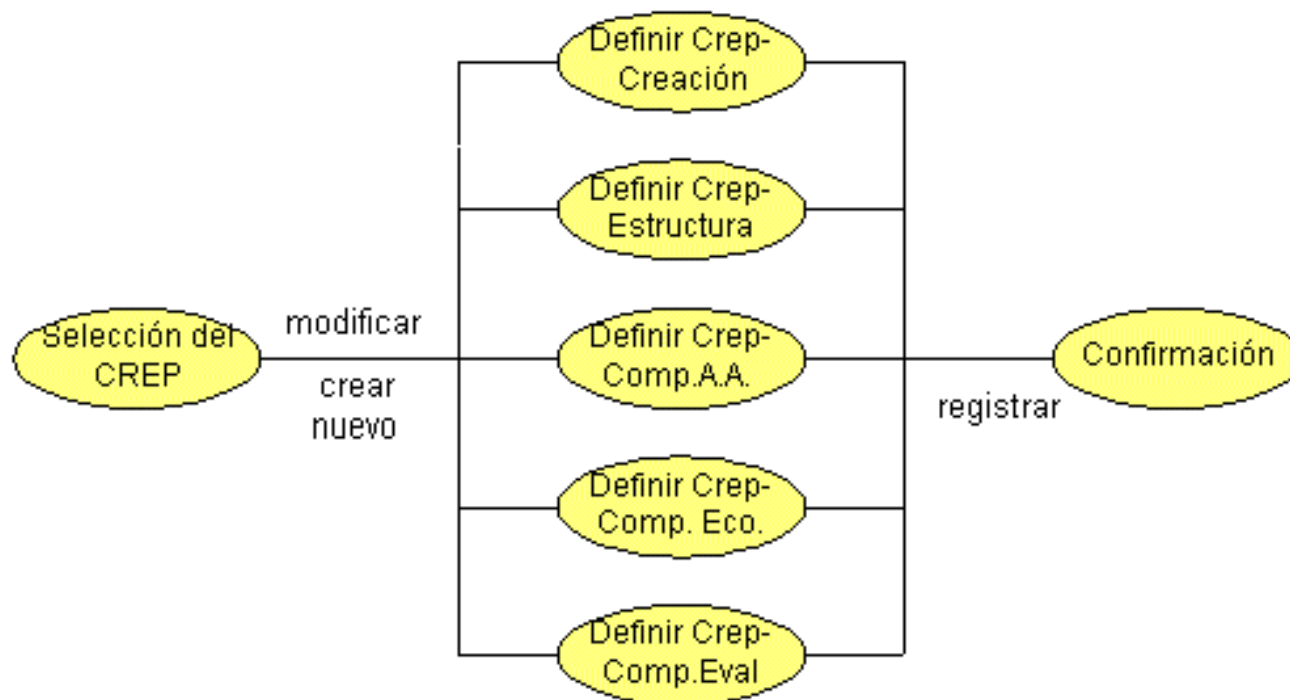 Definir Crep-
Creación
Definir Crep-
Estructura
Selección del
CREP
modificar
crear
nuevo
Definir Crep-
Comp.A.A.
registrar
Confirmación
Definir Crep-
Comp. Eco.
Definir Crep-
Comp.Eval